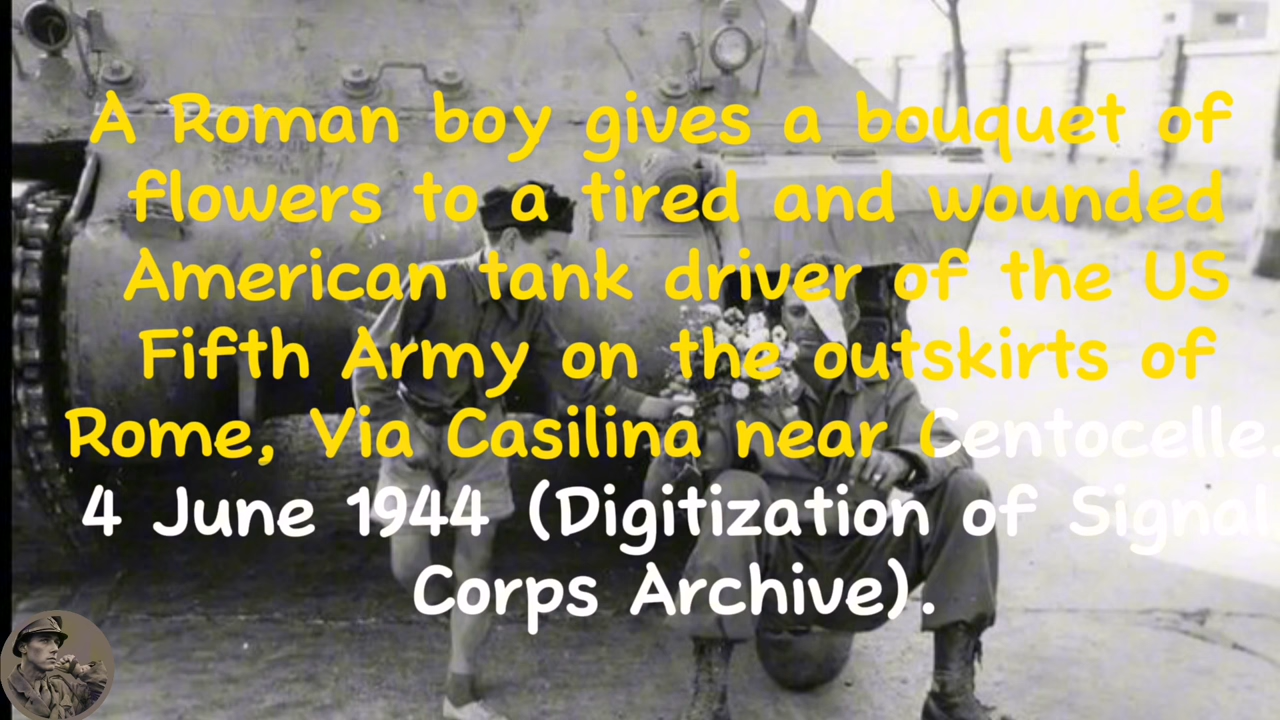 A Roman boy gives a bouquet of
flowers to a tired and wounded
American tank driver of the US
Fifth Army on the outskirts of
Rome, Via Casilina near Centocelle.
4 June 1944 (Digitization of Signal
Corps Archive).